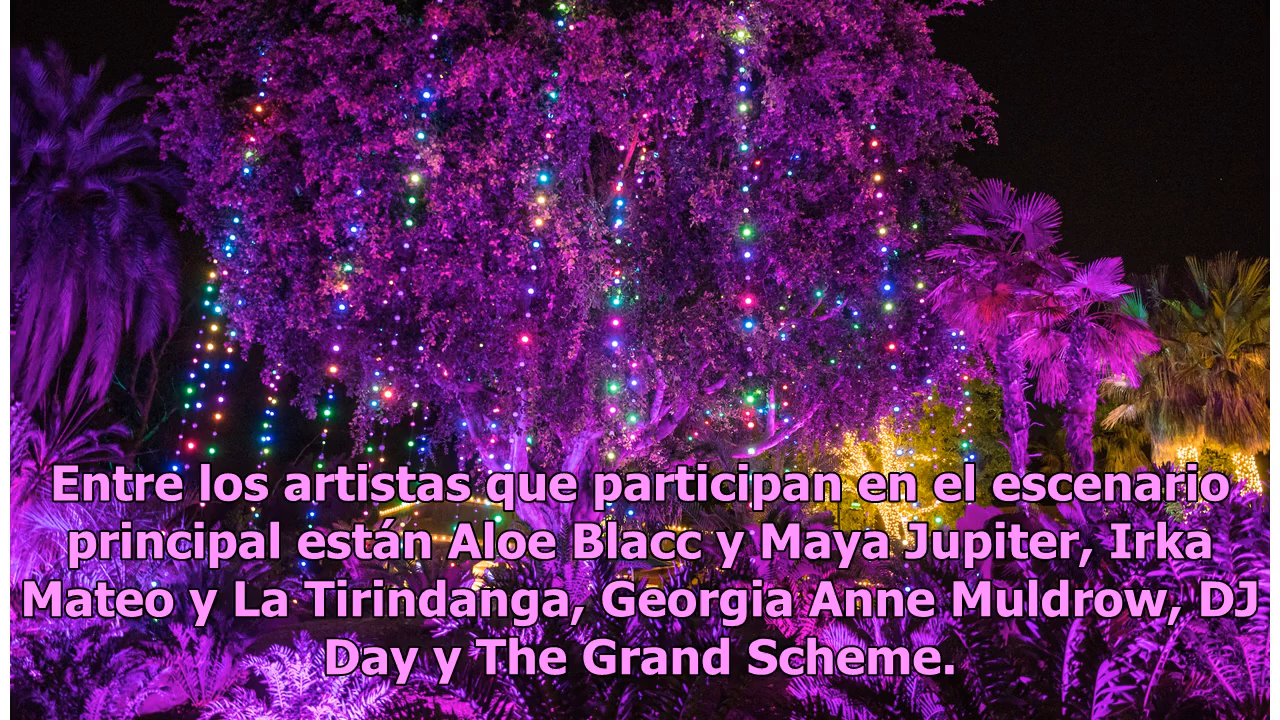 Entre los artistas que participan en el escenario
principal están Aloe Blacc y Maya Jupiter, Irka
Mateo y La Tirindanga, Georgia Anne Muldrow, DJ
Day y The Grand Scheme.